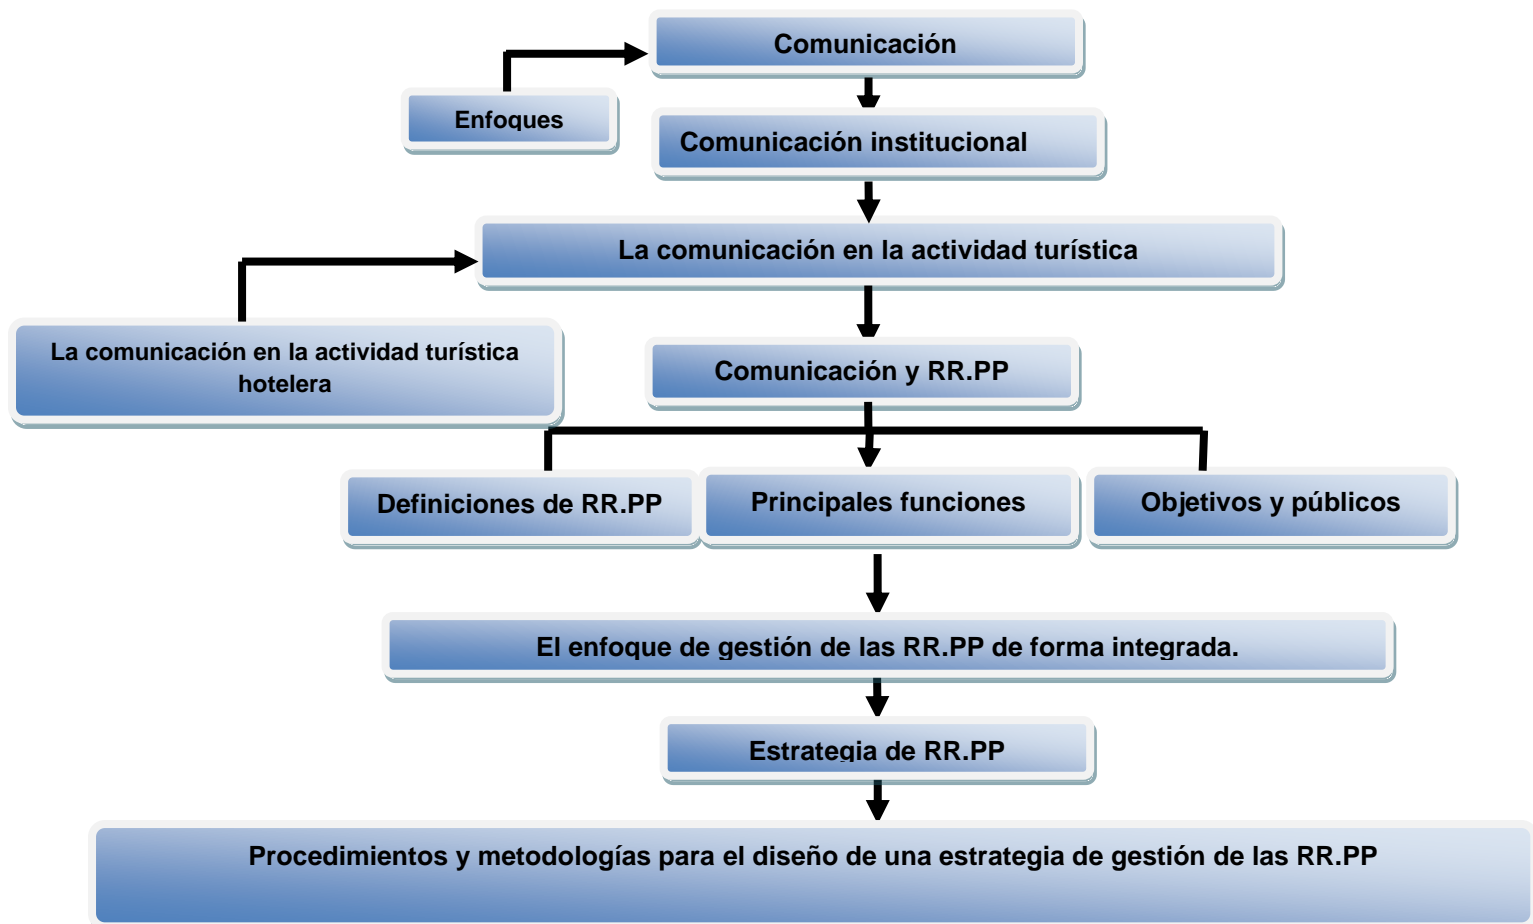 Comunicación
Enfoques
Comunicación institucional
La comunicación en la actividad turística
La comunicación en la actividad turística
hotelera
Comunicación y RR.PP
Definiciones de RR.PP
Principales funciones
Objetivos y públicos
El enfoque de gestión de las RR.PP de forma integrada.
Estrategia de RR.PP
Procedimientos y metodologías para el diseño de una estrategia de gestión de las RR.PP